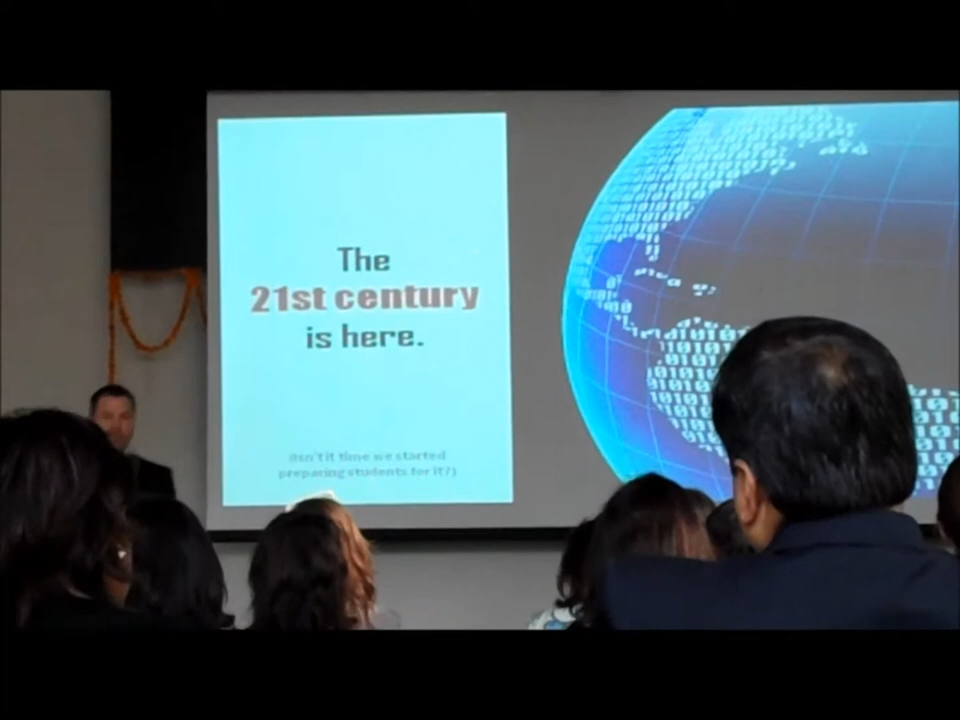 The
21st century
is here.
(Isn't it time we started
preparing students for it?)